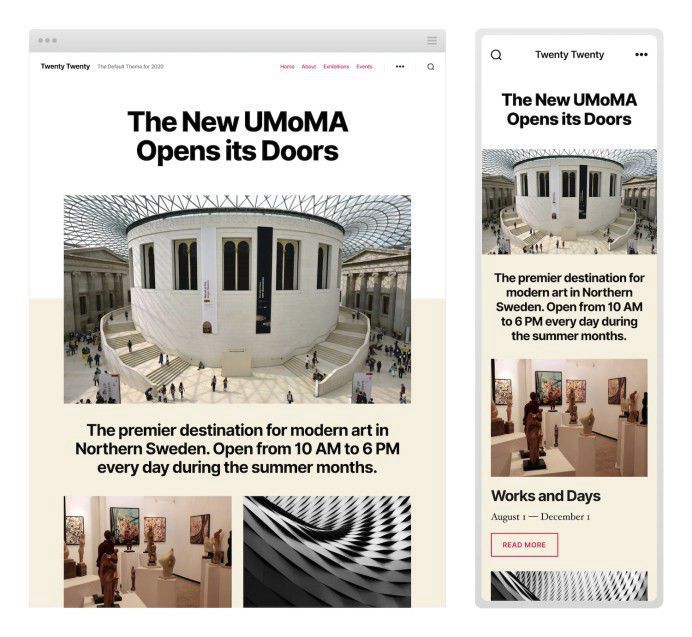 Twenty Twenty The Default Theme for 2020
Home About Exhibitions Events
The New UMoMA
Opens its Doors
The premier destination for modern art in
Northern Sweden. Open from 10 AM to 6 PM
every day during the summer months.
Twenty Twenty
The New UMoMA
Opens its Doors
The premier destination for
modern art in Northern
Sweden. Open from 10 AM
to 6 PM every day during
the summer months.
Works and Days
August 1 — December 1
READ MORE